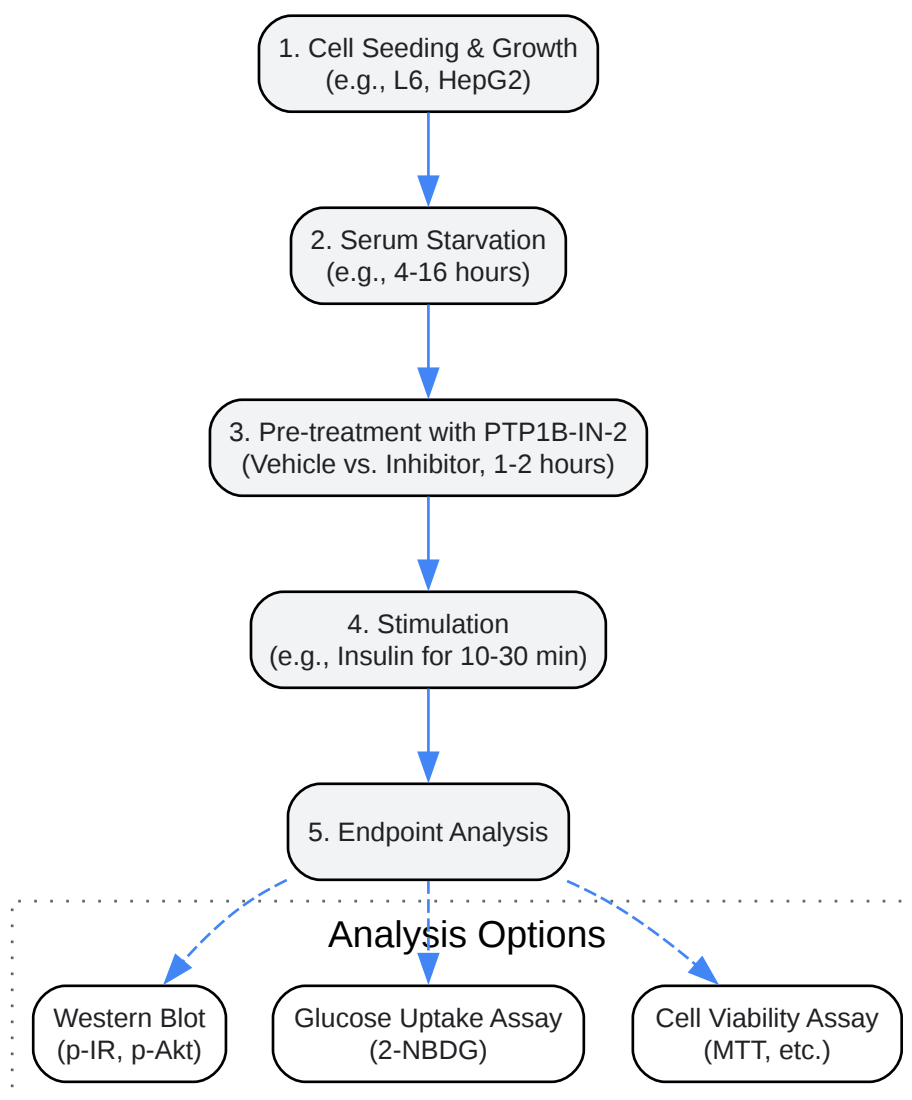 1. Cell Seeding & Growth
(e.g., L6, HepG2)
2. Serum Starvation
(e.g., 4-16 hours)
3. Pre-treatment with PTP1B-IN-2
(Vehicle vs. Inhibitor, 1-2 hours)
4. Stimulation
(e.g., Insulin for 10-30 min)
5. Endpoint Analysis
Analysis Options
Western Blot
(p-IR, p-Akt)
Glucose Uptake Assay
(2-NBDG)
Cell Viability Assay
(MTT, etc.)